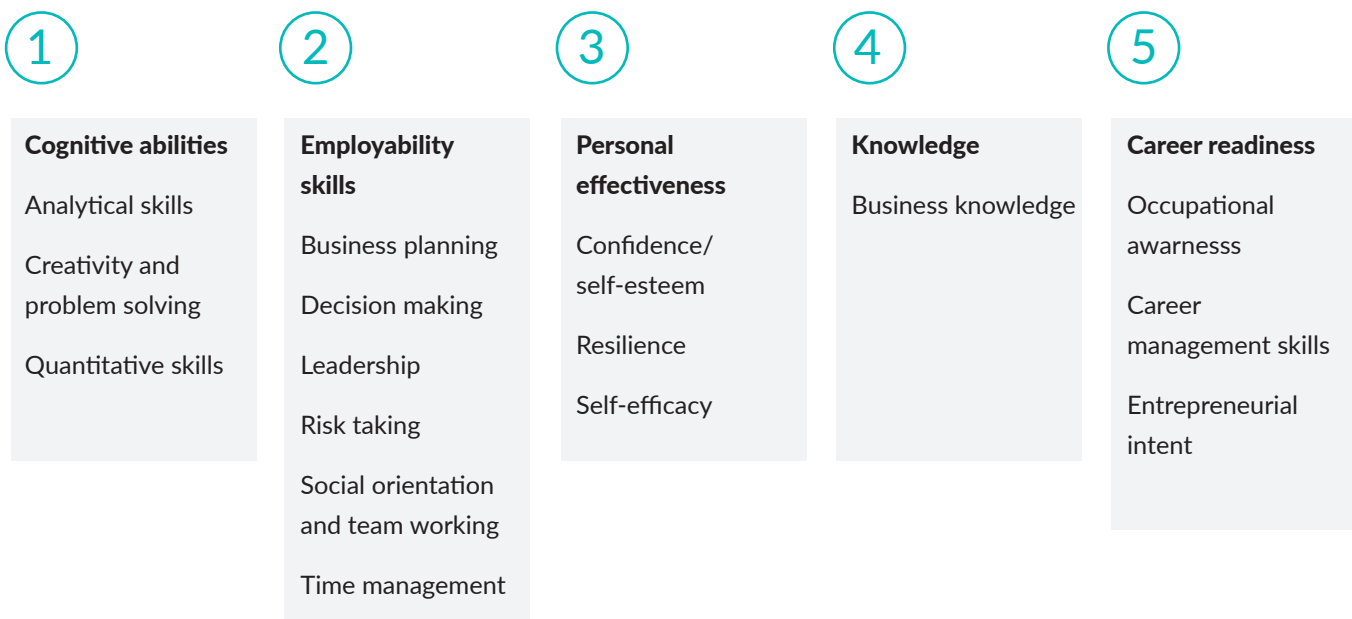 1
Cognitive abilities
Analytical skills
Creativity and
problem solving
Quantitative skills
2
Employability
skills
Business planning
Decision making
Leadership
Risk taking
Social orientation
and team working
Time management
3
Personal
effectiveness
Confidence/
self-esteem
Resilience
Self-efficacy
4
Knowledge
Business knowledge
5
Career readiness
Occupational
awarnesss
Career
management skills
Entrepreneurial
intent